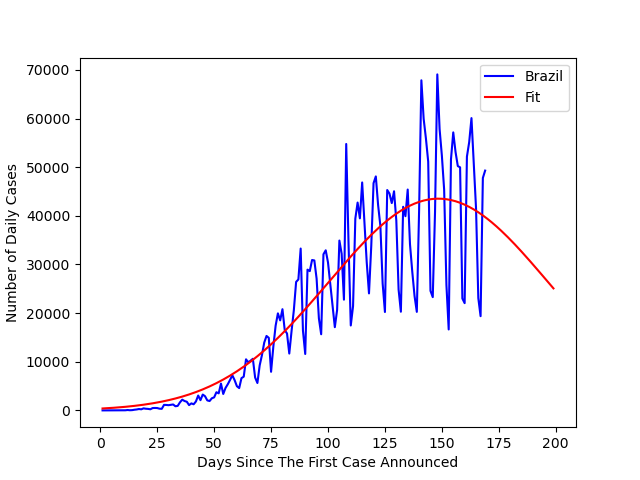 70000
60000
50000
40000
30000
20000
10000
0
Number of Daily Cases
0 25 50 75 100 125 150 175 200
Days Since The First Case Announced
Brazil
Fit